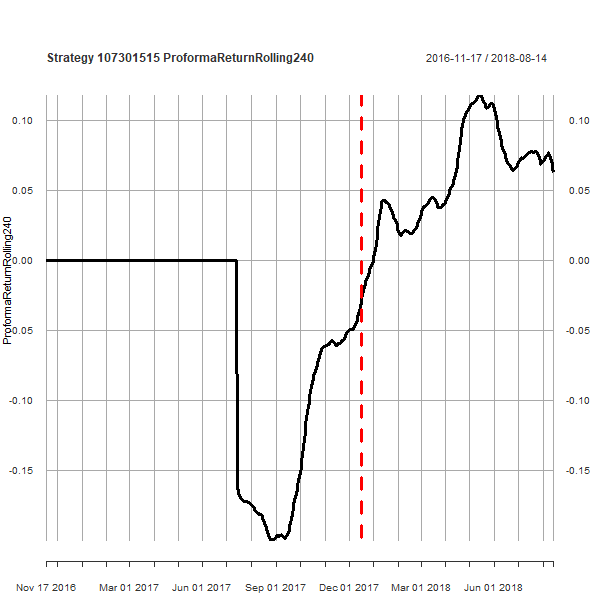 Strategy 107301515 ProformaReturnRolling240
2016-11-17 / 2018-08-14
0.10 0.10
0.05 0.05
0.00 0.00
-0.05 -0.05
-0.10 -0.10
-0.15 -0.15
ProformaReturnRolling240
Nov 17 2016 Mar 01 2017 Jun 01 2017 Sep 01 2017 Dec 01 2017 Mar 01 2018 Jun 01 2018